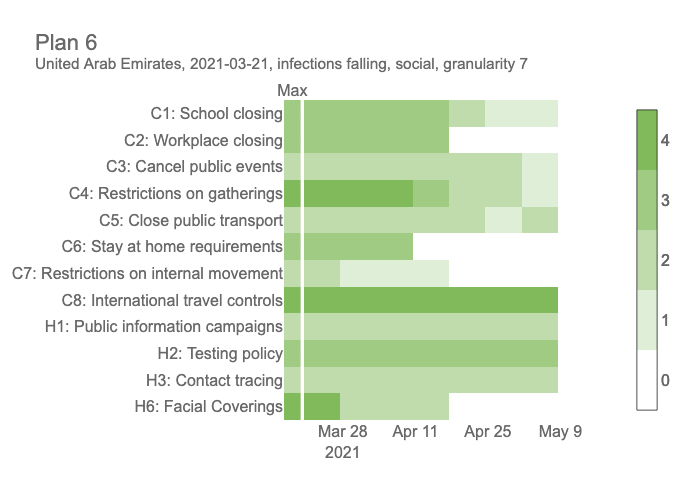 Plan 6
United Arab Emirates, 2021-03-21, infections falling, social, granularity 7
Max
C1: School closing
C2: Workplace closing
C3: Cancel public events
C4: Restrictions on gatherings
C5: Close public transport
C6: Stay at home requirements
C7: Restrictions on internal movement
C8: International travel controls
H1: Public information campaigns
H2: Testing policy
H3: Contact tracing
H6: Facial Coverings
Mar 28 Apr 11 Apr 25 May 9
2021
4
3
2
1
0